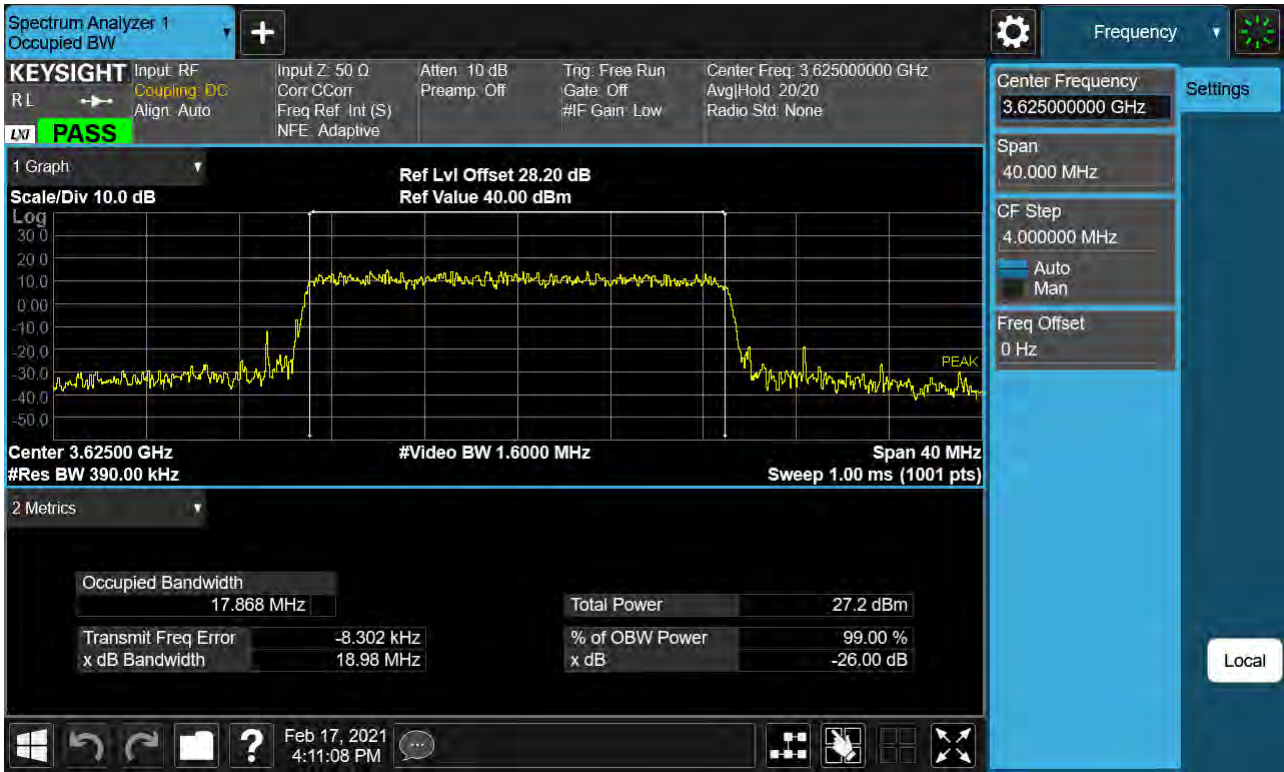 Spectrum Analyzer 1
Occupied BW
Frequency
KEYSIGHT
R L
LXI
PASS
Input: RF
Coupling: DC
Align: Auto
Input Z: 50 Ω
Corr CCorr
Freq Ref: Int (S)
NFE: Adaptive
Atten: 10 dB
Preamp: Off
Trig: Free Run
Gate: Off
#IF Gain: Low
Center Freq: 3.625000000 GHz
Avg|Hold: 20/20
Radio Std: None
Center Frequency
3.625000000 GHz
Settings
Span
40.000 MHz
CF Step
4.000000 MHz
Auto
Man
Freq Offset
0 Hz
1 Graph
Scale/Div 10.0 dB
Ref Lvl Offset 28.20 dB
Ref Value 40.00 dBm
Log
30.0
20.0
10.0
0.00
-10.0
-20.0
-30.0
-40.0
-50.0
PEAK
Center 3.62500 GHz
#Video BW 1.6000 MHz
Span 40 MHz
#Res BW 390.00 kHz
Sweep 1.00 ms (1001 pts)
2 Metrics
Occupied Bandwidth
17.868 MHz
Total Power 27.2 dBm
Transmit Freq Error -8.302 kHz
% of OBW Power 99.00 %
x dB Bandwidth 18.98 MHz
x dB -26.00 dB
Local
Feb 17, 2021
4:11:08 PM